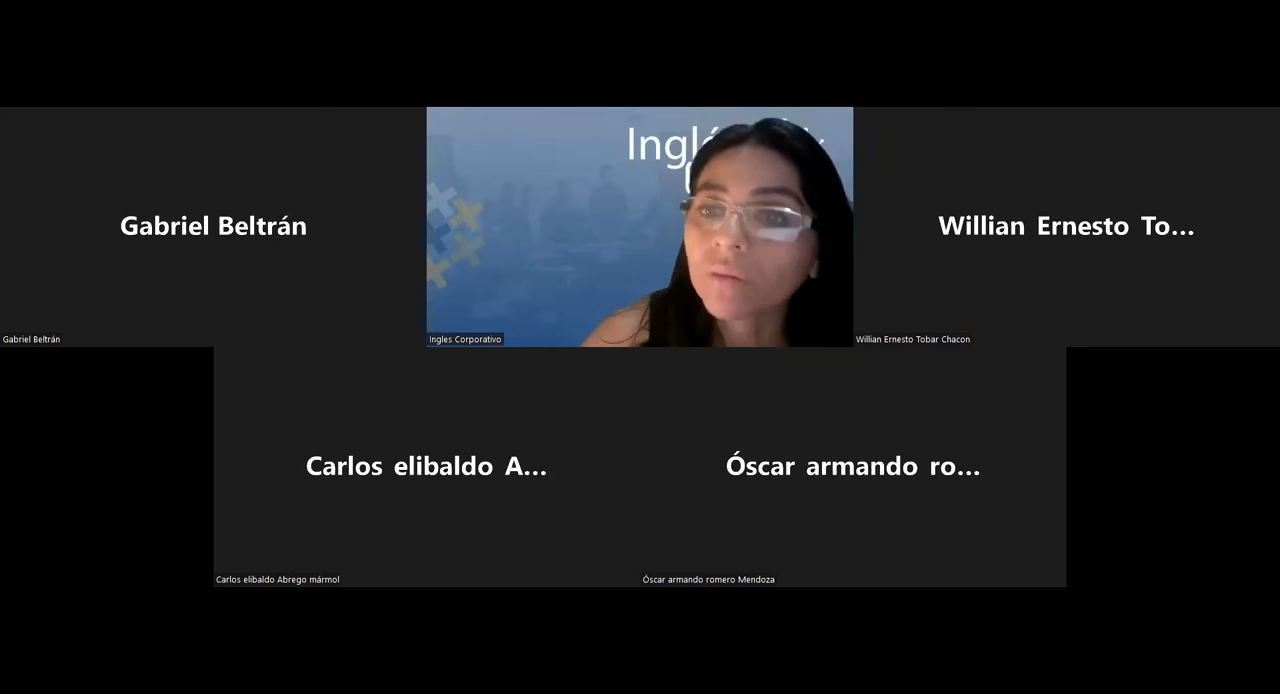 Gabriel Beltrán
Gabriel Beltrán
Ingles Corporativo
Willian Ernesto To...
Willian Ernesto Tobar Chacon
Carlos elibaldo A...
Carlos elibaldo Abrego mármol
Óscar armando ro...
Óscar armando romero Mendoza